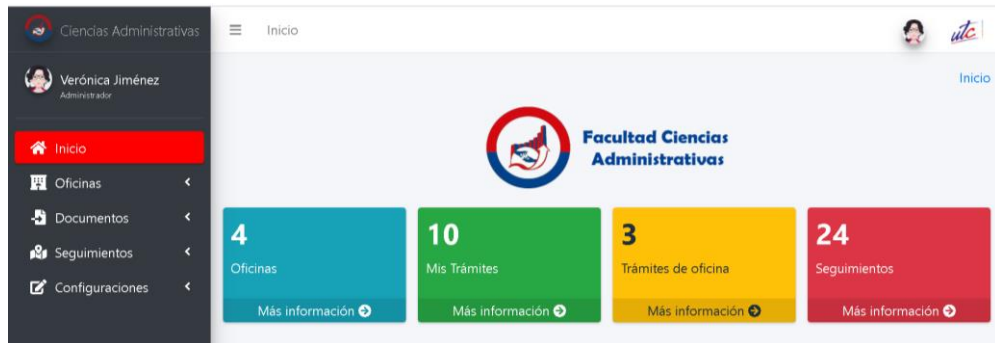 Ciencias Administrativas
Inicio
utc
Verónica Jiménez
Administrador
Inicio
Inicio
Oficinas
Documentos
Seguimientos
Configuraciones
Facultad Ciencias
Administrativas
4
Oficinas
Más información
10
Mis Trámites
Más información
3
Trámites de oficina
Más información
24
Seguimientos
Más información